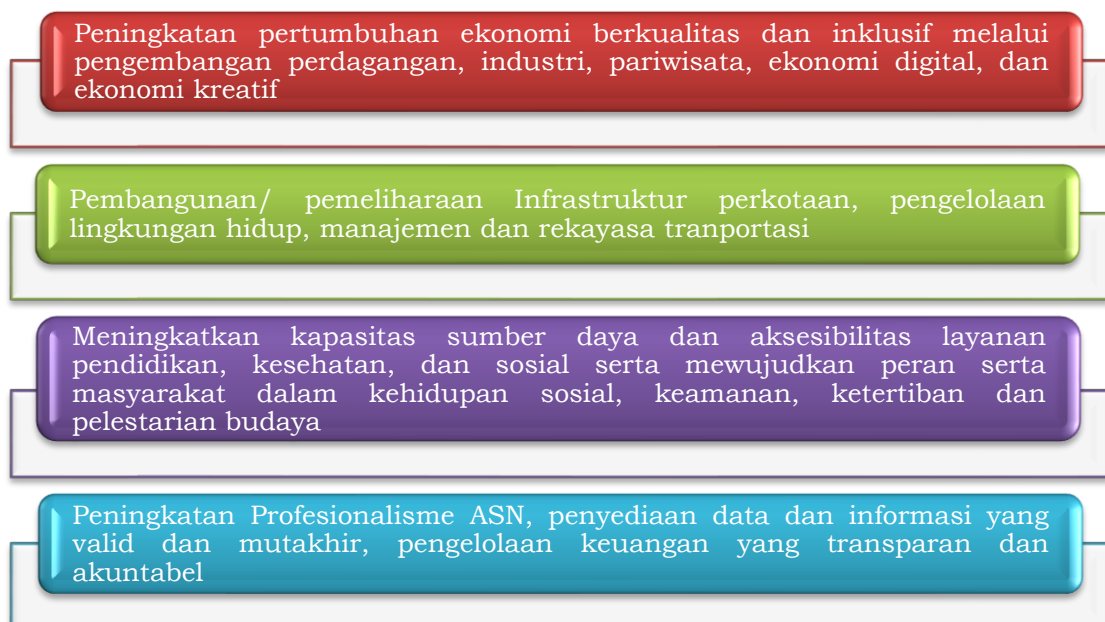 Peningkatan pertumbuhan ekonomi berkualitas dan inklusif melalui
pengembangan perdagangan, industri, pariwisata, ekonomi digital, dan
ekonomi kreatif
Pembangunan/ pemeliharaan Infrastruktur perkotaan, pengelolaan
lingkungan hidup, manajemen dan rekayasa tranportasi
Meningkatkan kapasitas sumber daya dan aksesibilitas layanan
pendidikan, kesehatan, dan sosial serta mewujudkan peran serta
masyarakat dalam kehidupan sosial, keamanan, ketertiban dan
pelestarian budaya
Peningkatan Profesionalisme ASN, penyediaan data dan informasi yang
valid dan mutakhir, pengelolaan keuangan yang transparan dan
akuntabel